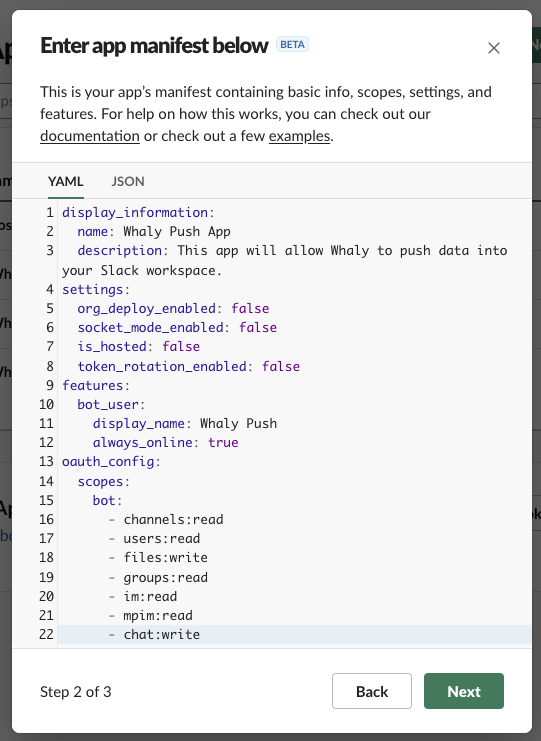 Enter app manifest below BETA
This is your app's manifest containing basic info, scopes, settings, and
features. For help on how this works, you can check out our
documentation or check out a few examples.
YAML JSON
1 display_information:
2 name: Whaly Push App
3 description: This app will allow Whaly to push data into
your Slack workspace.
4 settings:
5 org_deploy_enabled: false
6 socket_mode_enabled: false
7 is_hosted: false
8 token_rotation_enabled: false
9 features:
10 bot_user:
11 display_name: Whaly Push
12 always_online: true
13 oauth_config:
14 scopes:
15 bot:
16 - channels:read
17 - users:read
18 - files:write
19 - groups:read
20 - im:read
21 - mpim:read
22 - chat:write
Step 2 of 3
Back
Next